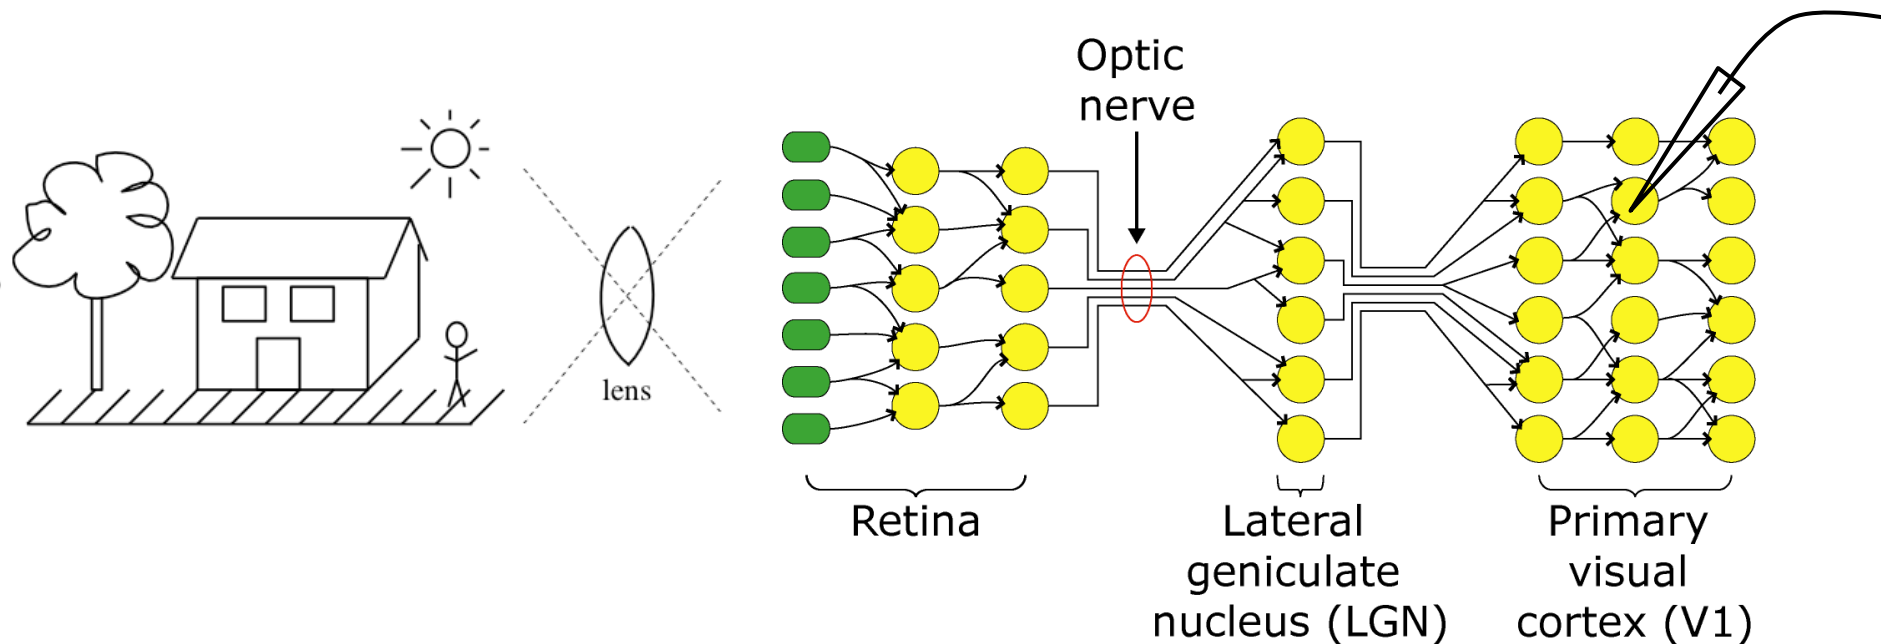 Optic
nerve
lens
Retina
Lateral
geniculate
nucleus (LGN)
Primary
visual
cortex (V1)